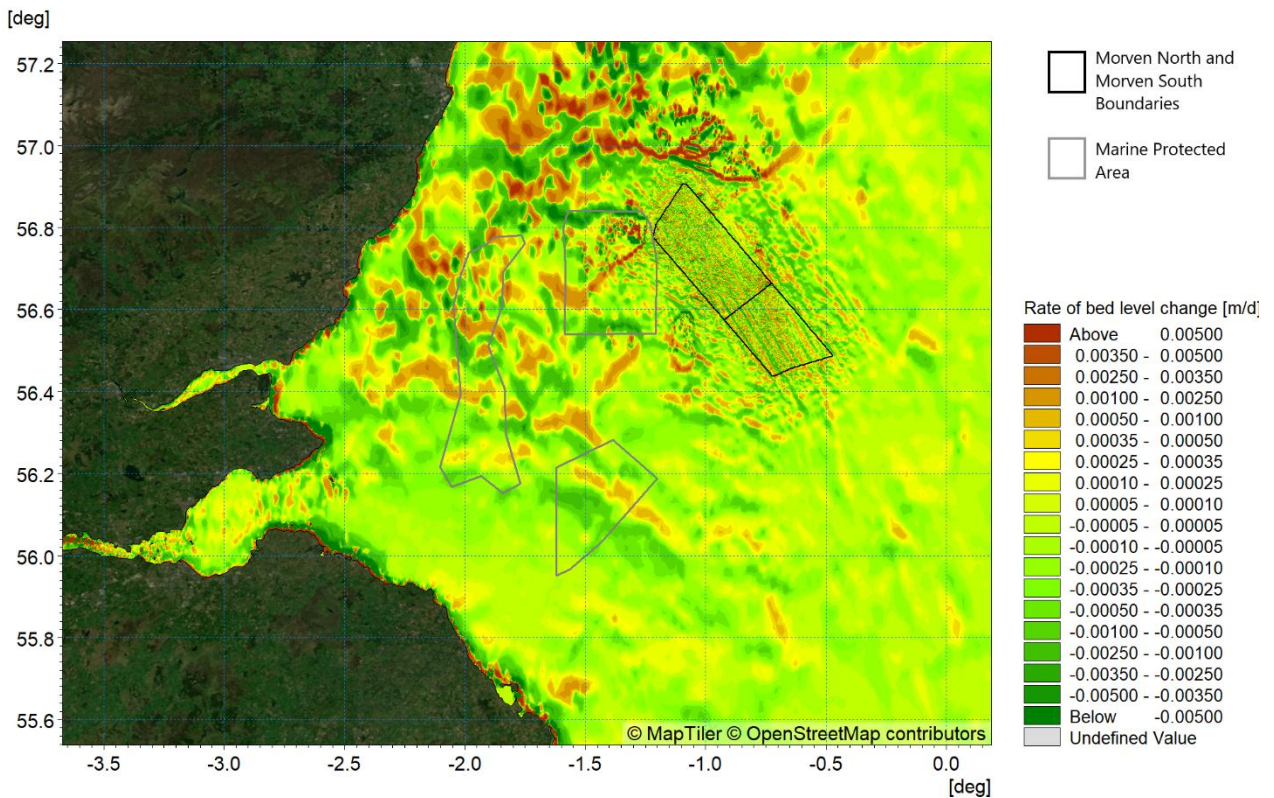 [deg]
57.2
57.0
56.8
56.6
56.4
56.2
56.0
55.8
55.6
-3.5 -3.0 -2.5 -2.0 -1.5 -1.0 -0.5 0.0
[deg]
© MapTiler © OpenStreetMap contributors
Morven North and
Morven South
Boundaries
Marine Protected
Area
Rate of bed level change [m/d]
Above 0.00500
0.00350 - 0.00500
0.00250 - 0.00350
0.00100 - 0.00250
0.00050 - 0.00100
0.00035 - 0.00050
0.00025 - 0.00035
0.00010 - 0.00025
0.00005 - 0.00010
-0.00005 - 0.00005
-0.00010 - -0.00005
-0.00025 - -0.00010
-0.00035 - -0.00025
-0.00050 - -0.00035
-0.00100 - -0.00050
-0.00250 - -0.00100
-0.00350 - -0.00250
-0.00500 - -0.00350
Below -0.00500
Undefined Value